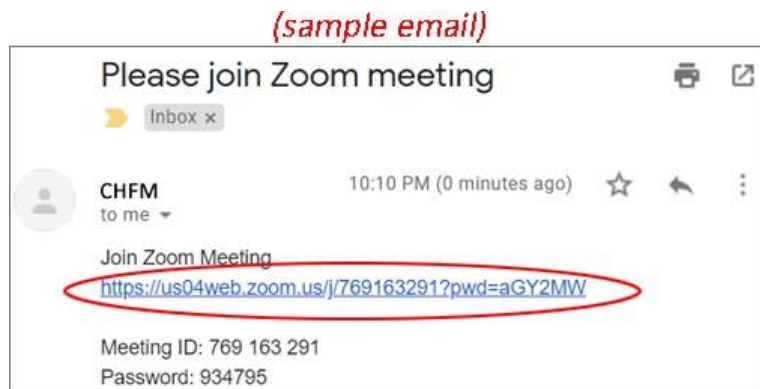 (sample email)
Please join Zoom meeting
Inbox x
CHFM
10:10 PM (0 minutes ago)
to me
Join Zoom Meeting
https://us04web.zoom.us/j/769163291?pwd=aGY2MW
Meeting ID: 769 163 291
Password: 934795